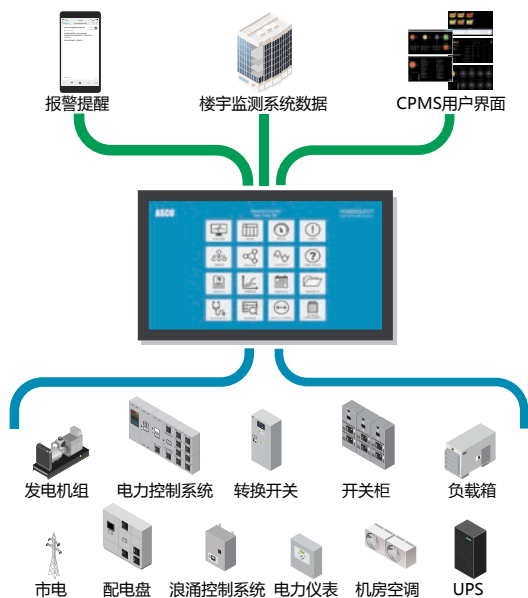 报警提醒
楼宇监测系统数据
CPMS用户界面
ASCO
发电机组
电力控制系统
转换开关
开关柜
负载箱
市电
配电盘
浪涌控制系统
电力仪表
机房空调
UPS